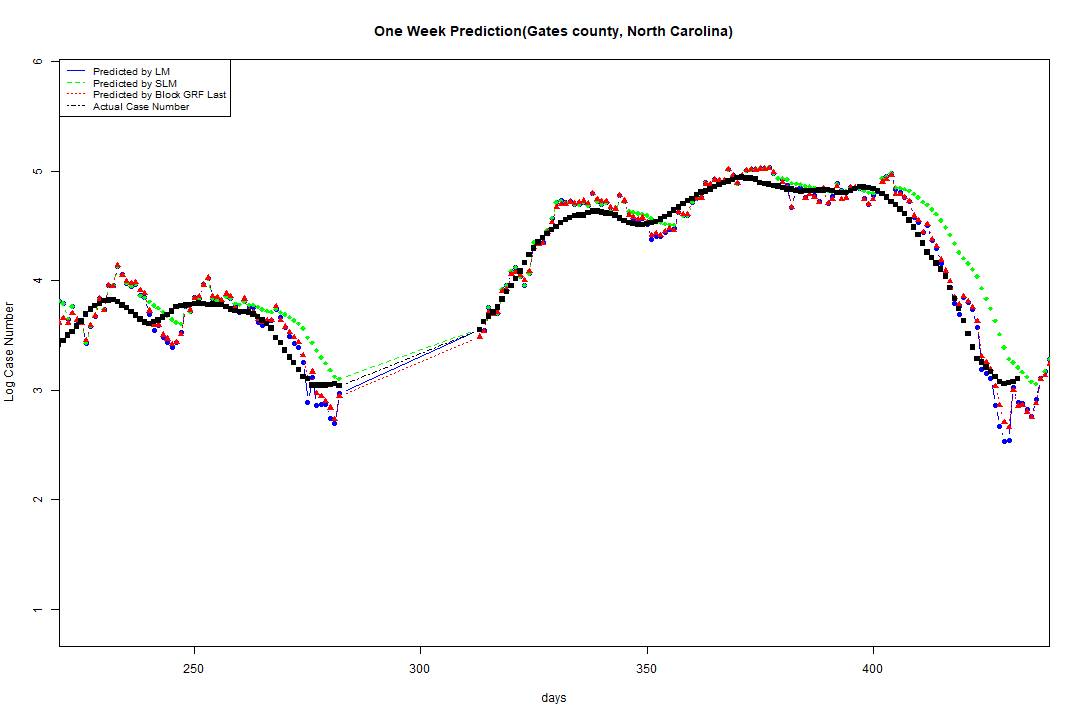 One Week Prediction(Gates county, North Carolina)
Predicted by LM
Predicted by SLM
Predicted by Block GRF Last
Actual Case Number
6
5
4
3
2
1
Log Case Number
250
300
350
400
days